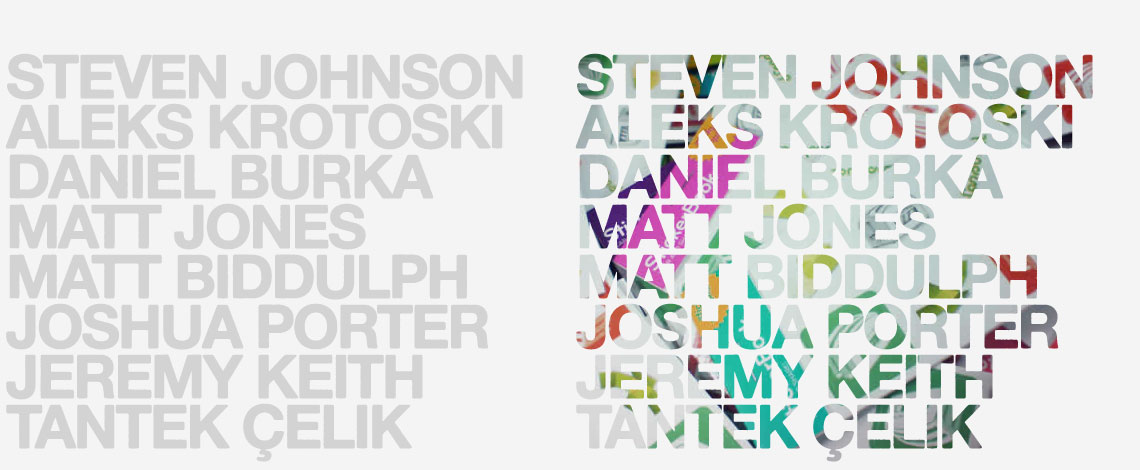 STEVEN JOHNSON
ALEKS KROTOSKI
DANIEL BURKA
MATT JONES
MATT BIDDULPH
JOSHUA PORTER
JEREMY KEITH
TANTEK ÇELIK
STEVEN JOHNSON
ALEKS KROTOSKI
DANIEL BURKA
MATT JONES
MATT BIDDULPH
JOSHUA PORTER
JEREMY KEITH
TANTEK ÇELIK